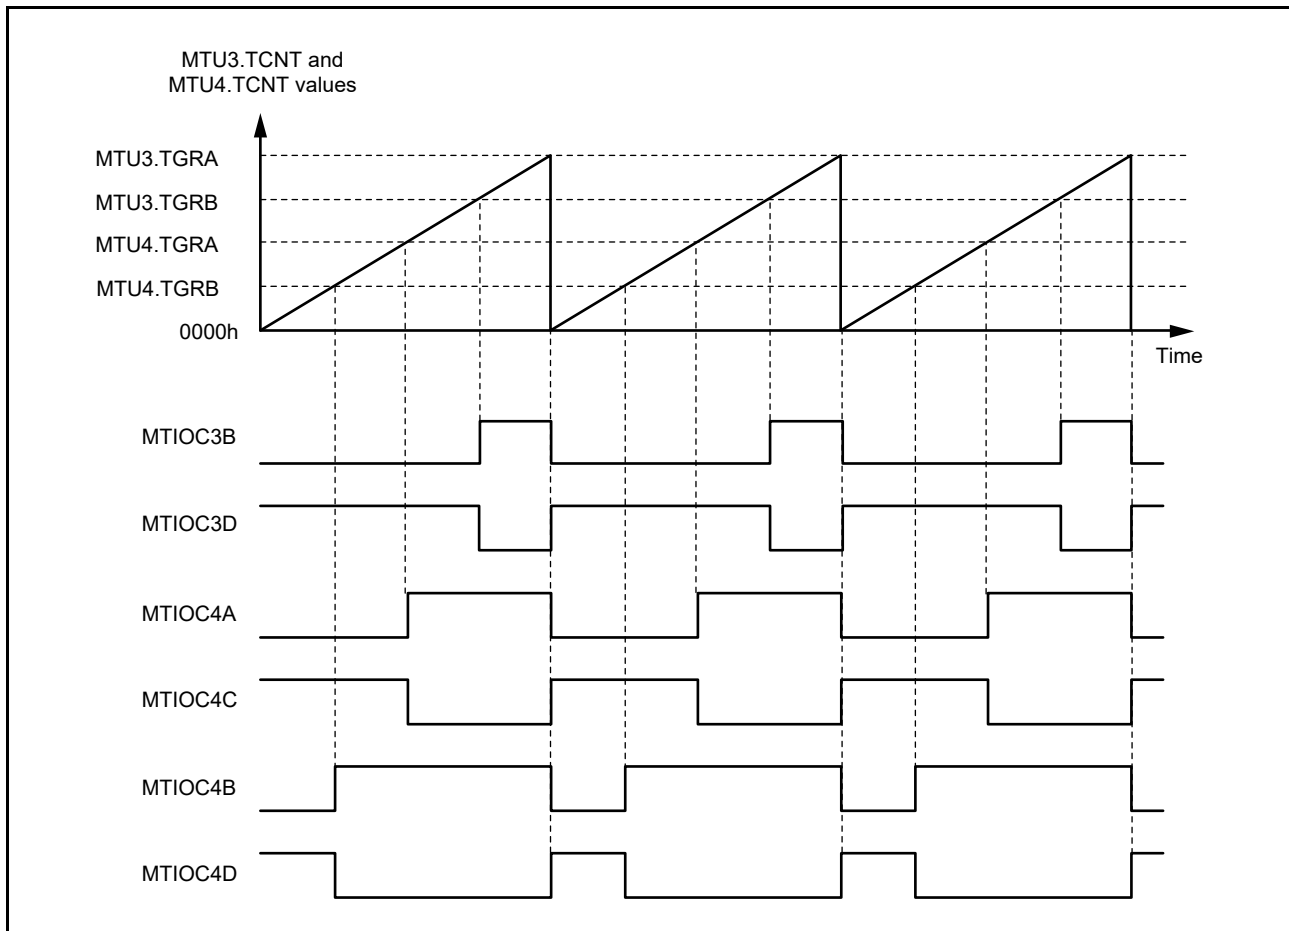 MTU3.TCNT and
MTU4.TCNT values
MTU3.TGRA
MTU3.TGRB
MTU4.TGRA
MTU4.TGRB
0000h
Time
MTIOC3B
MTIOC3D
MTIOC4A
MTIOC4C
MTIOC4B
MTIOC4D